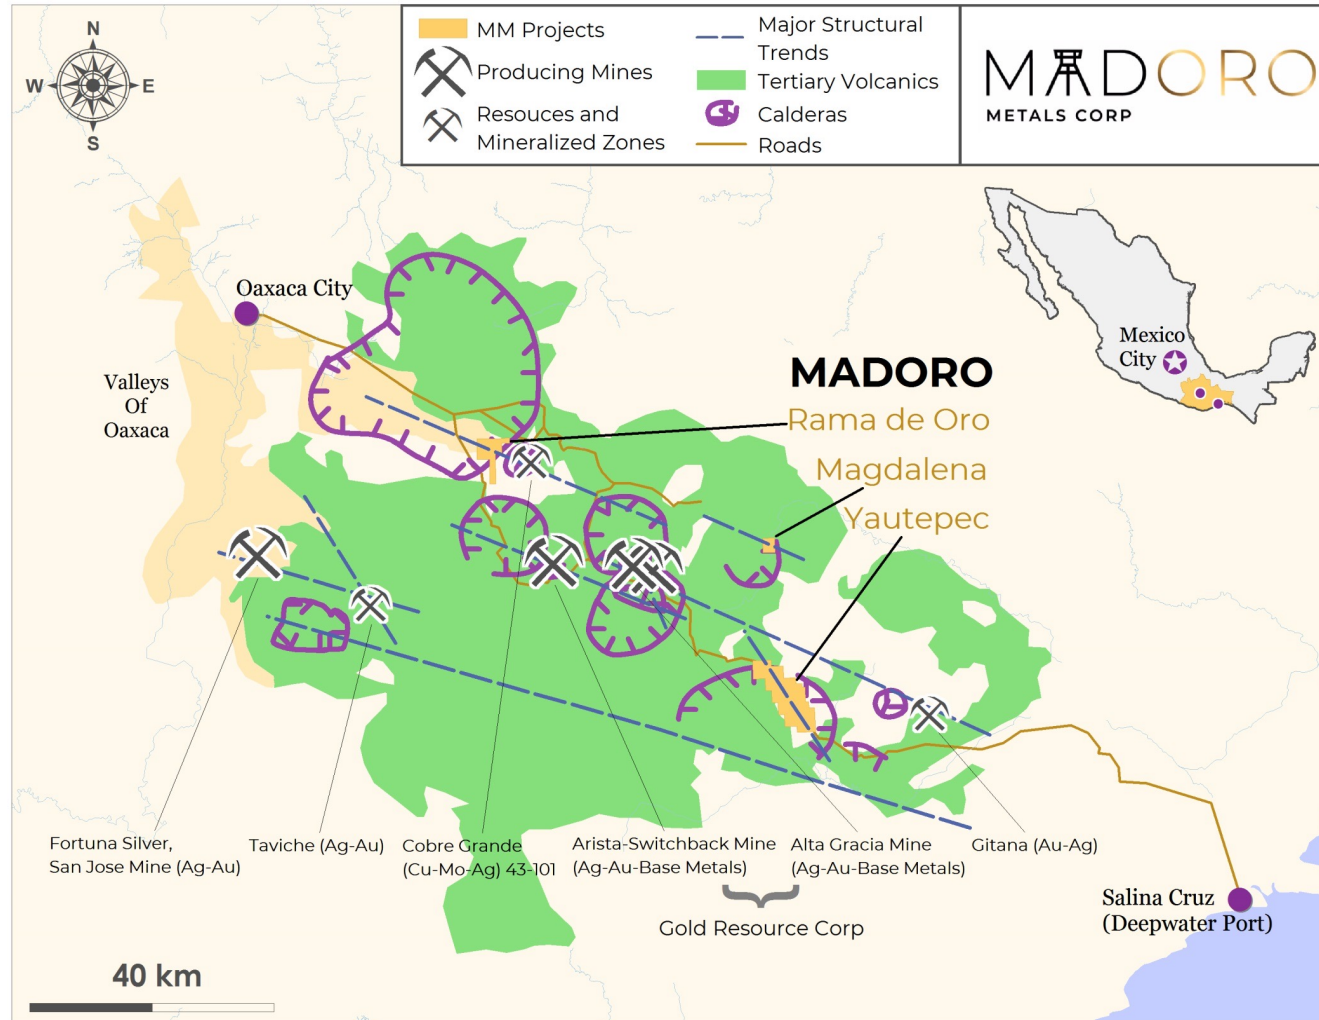 N
W
E
S
MM Projects
Producing Mines
Resouces and
Mineralized Zones
Major Structural
Trends
Tertiary Volcanics
Calderas
Roads
MADORO
METALS CORP
Mexico
City
Oaxaca City
Valleys
Of
Oaxaca
MADORO
Rama de Oro
Magdalena
Yautepec
Fortuna Silver,
San Jose Mine (Ag-Au)
Taviche (Ag-Au)
Cobre Grande
(Cu-Mo-Ag) 43-101
Arista-Switchback Mine
(Ag-Au-Base Metals)
Alta Gracia Mine
(Ag-Au-Base Metals)
Gitana (Au-Ag)
Gold Resource Corp
Salina Cruz
(Deepwater Port)
40 km